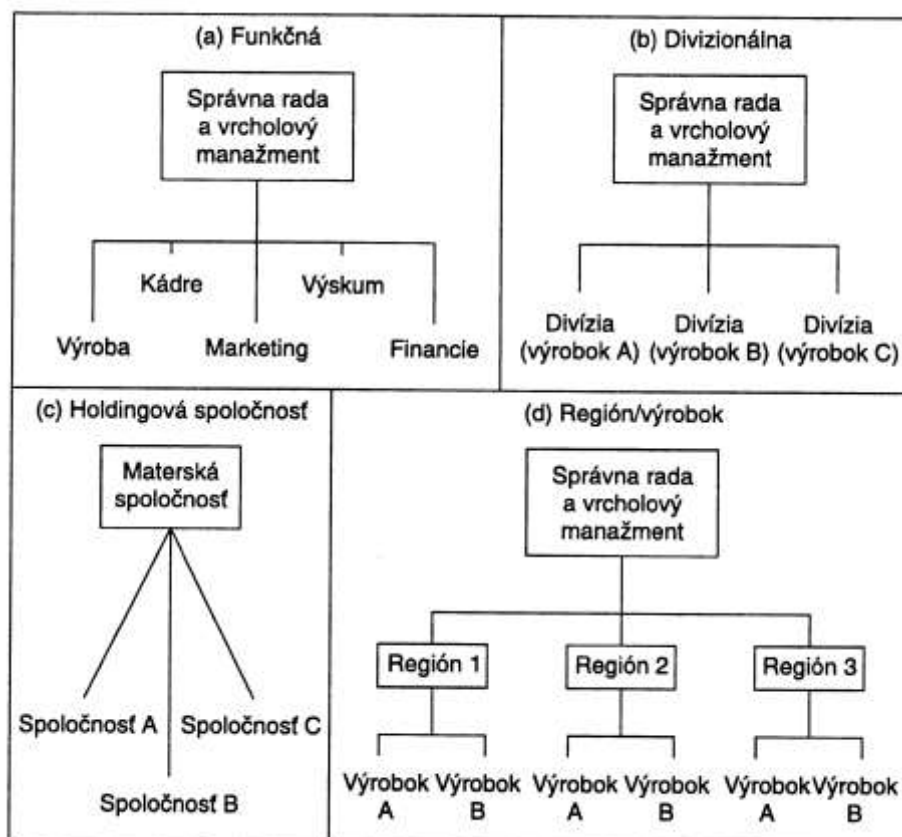 (a) Funkčná
Správna rada
a vrcholový
manažment
Kádre
Výskum
Výroba
Marketing
Financie
(b) Divizionálna
Správna rada
a vrcholový
manažment
Divízia
(výrobok A)
Divízia
(výrobok B)
Divízia
(výrobok C)
(c) Holdingová spoločnosť
Materská
spoločnosť
Spoločnosť A
Spoločnosť C
Spoločnosť B
(d) Región/výrobok
Správna rada
a vrcholový
manažment
Región 1
Región 2
Región 3
Výrobok
A
Výrobok
B
Výrobok
A
Výrobok
B
Výrobok
A
Výrobok
B